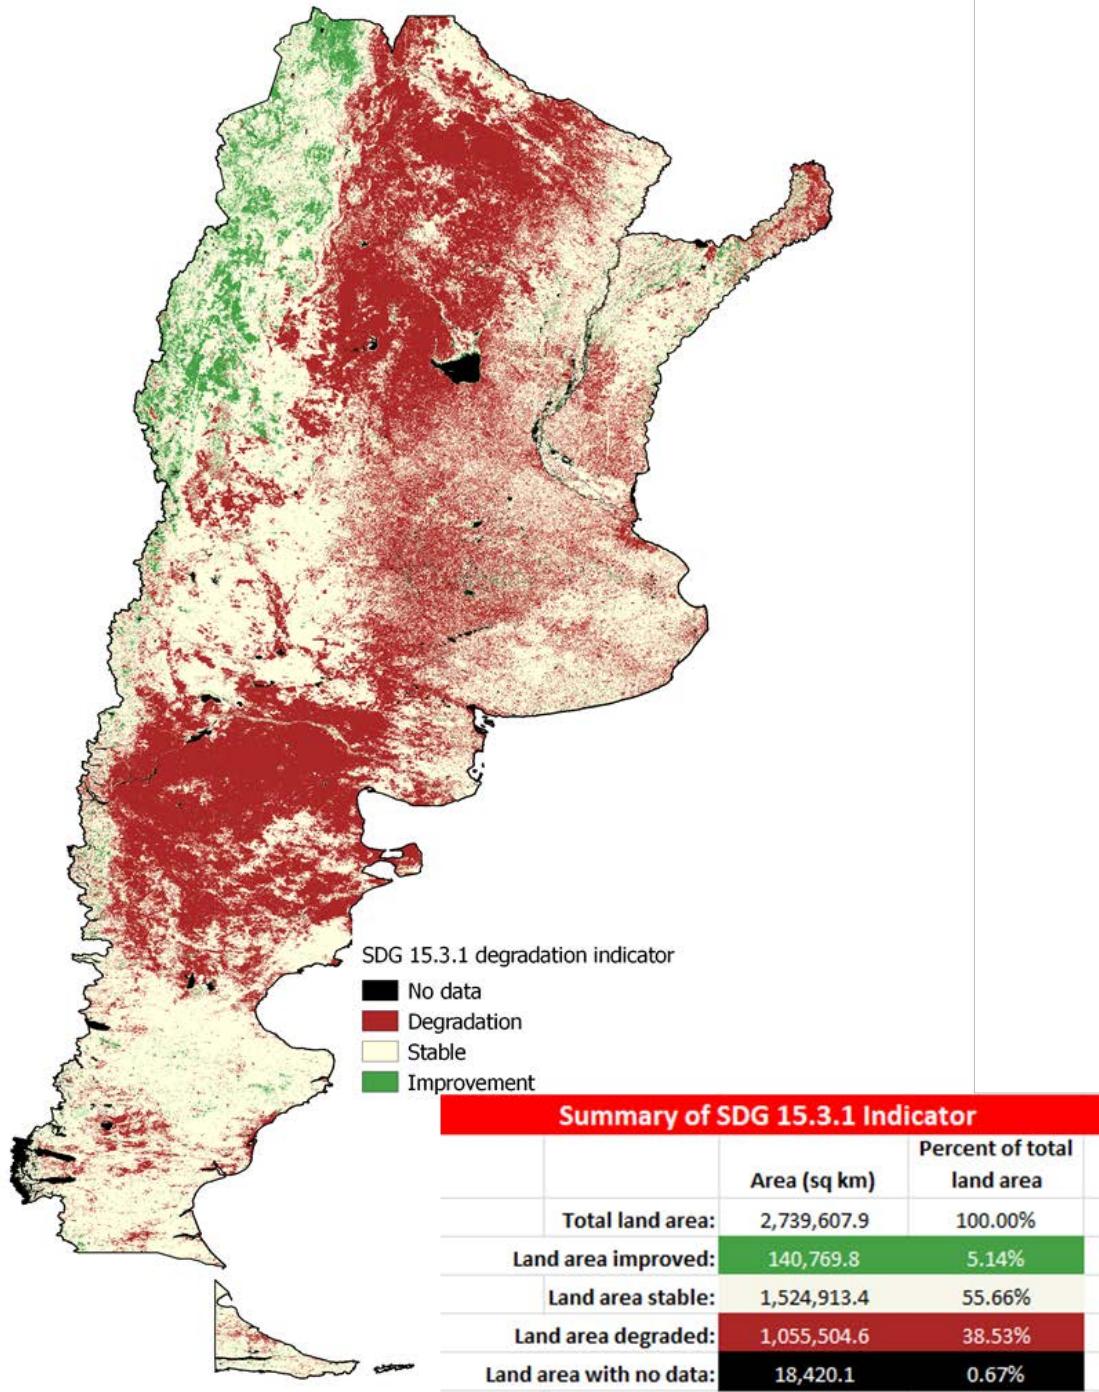 SDG 15.3.1 degradation indicator
No data
Degradation
Stable
Improvement
Summary of SDG 15.3.1 Indicator
Area (sq km) Percent of total land area
Total land area: 2,739,607.9 100.00%
Land area improved: 140,769.8 5.14%
Land area stable: 1,524,913.4 55.66%
Land area degraded: 1,055,504.6 38.53%
Land area with no data: 18,420.1 0.67%